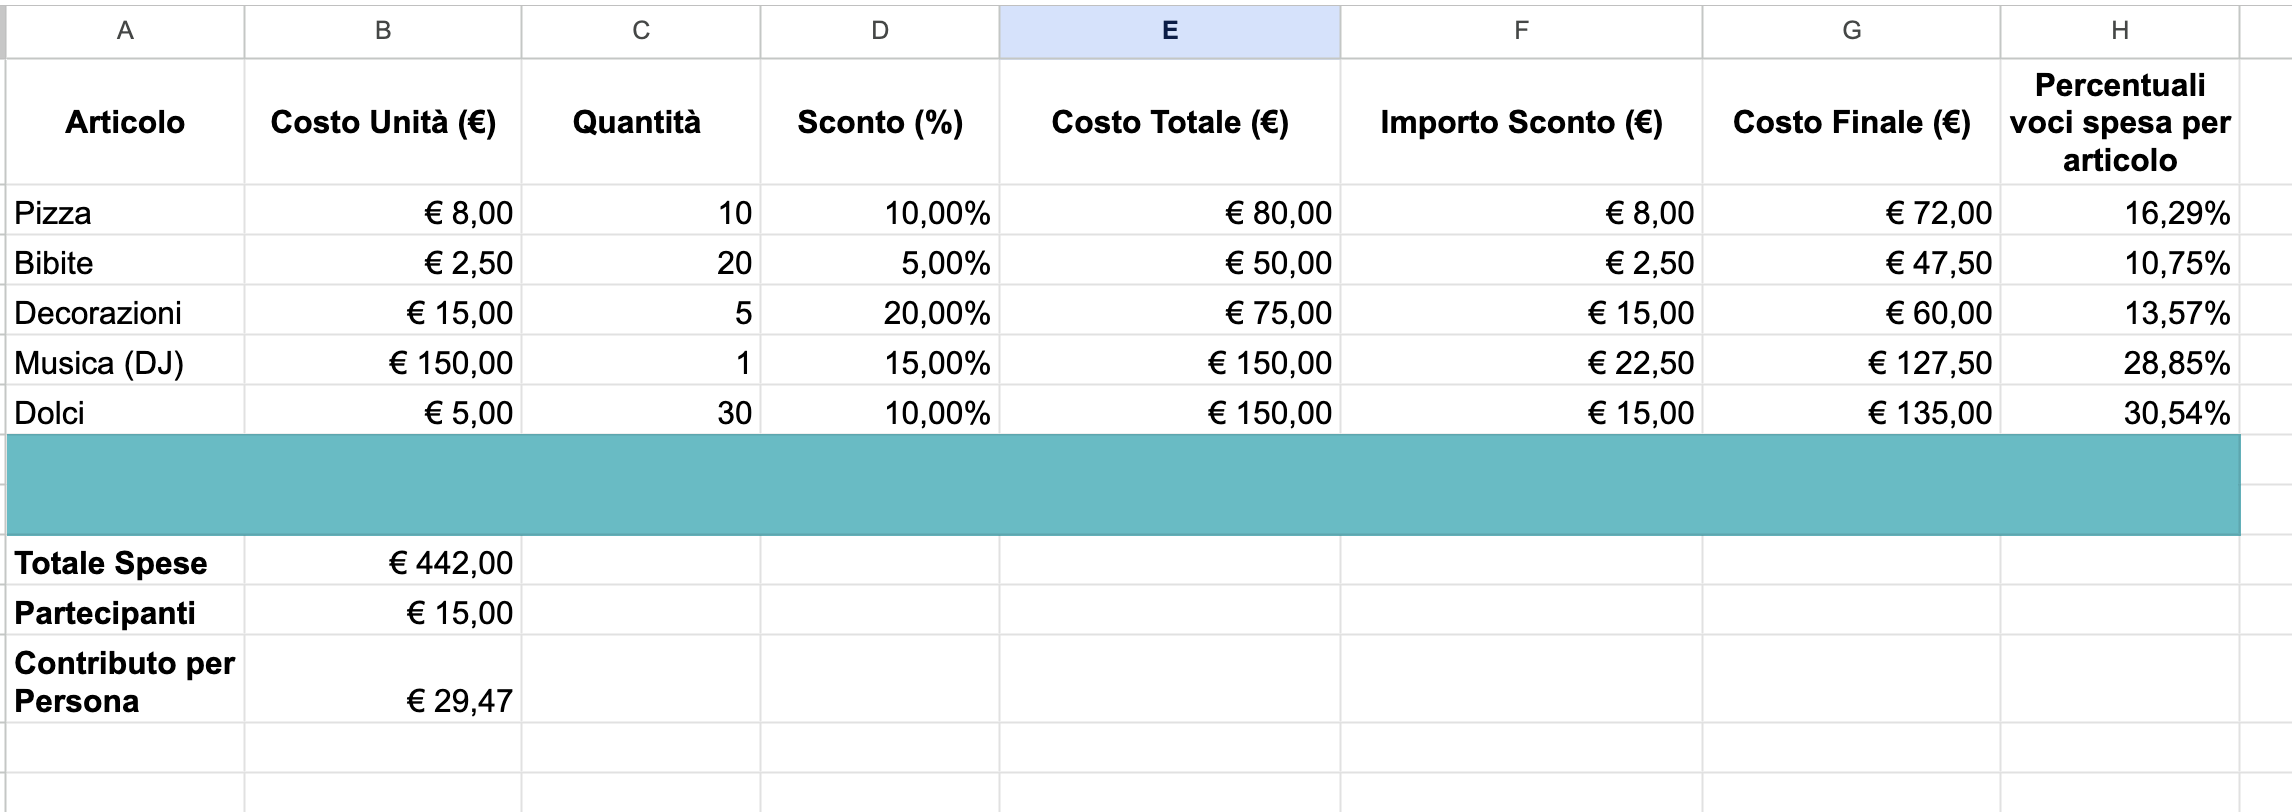 A B C D E F G H
Articolo Costo Unità (€) Quantità Sconto (%) Costo Totale (€) Importo Sconto (€) Costo Finale (€) Percentuali voci spesa per articolo
Pizza € 8,00 10 10,00% € 80,00 € 8,00 € 72,00 16,29%
Bibite € 2,50 20 5,00% € 50,00 € 2,50 € 47,50 10,75%
Decorazioni € 15,00 5 20,00% € 75,00 € 15,00 € 60,00 13,57%
Musica (DJ) € 150,00 1 15,00% € 150,00 € 22,50 € 127,50 28,85%
Dolci € 5,00 30 10,00% € 150,00 € 15,00 € 135,00 30,54%
Totale Spese € 442,00
Partecipanti € 15,00
Contributo per
Persona € 29,47